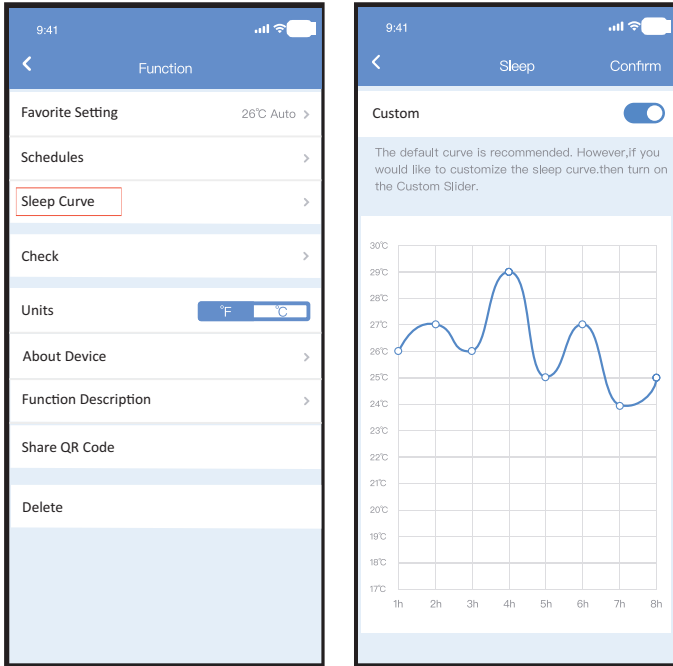 9:41
Function
Favorite Setting
26℃ Auto >
Schedules
Sleep Curve
Check
Units
℉ ℃
About Device
Function Description
Share QR Code
Delete
9:41
Sleep
Confirm
Custom
The default curve is recommended. However,if you
would like to customize the sleep curve.then turn on
the Custom Slider.
30℃
29℃
28℃
27℃
26℃
25℃
24℃
23℃
22℃
21℃
20℃
19℃
18℃
17℃
1h 2h 3h 4h 5h 6h 7h 8h